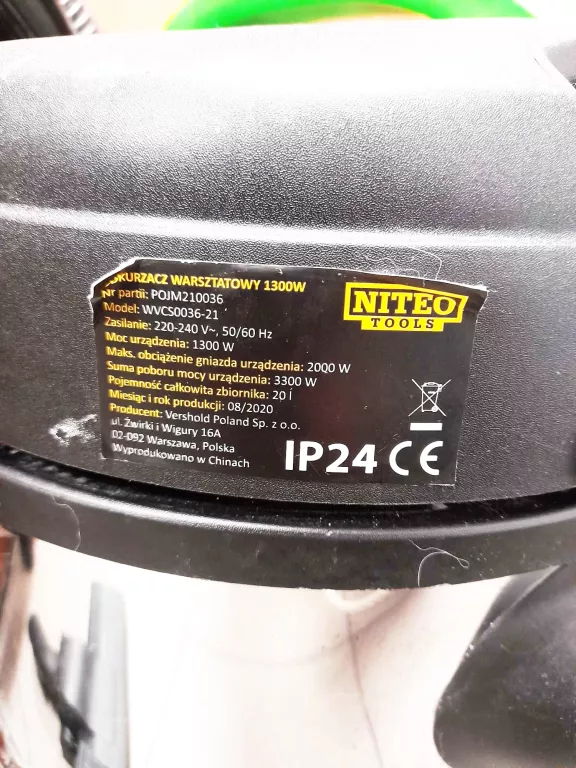 ODKURZACZ WARSZTATOWY 1300W
Nr partii: POJM210036
Model: WVCS0036-21
Zasilanie: 220-240 V~, 50/60 Hz
Moc urządzenia: 1300 W
Maks. obciążenie gniazda urządzenia: 2000 W
Suma poboru mocy urządzenia: 3300 W
Pojemność całkowita zbiornika: 20 l
Miesiąc i rok produkcji: 08/2020
Producent: Vershold Poland Sp. z o.o.
ul. Żwirki i Wigury 16A
02-092 Warszawa, Polska
Wyprodukowano w Chinach
NITEO
TOOLS
IP24 CE